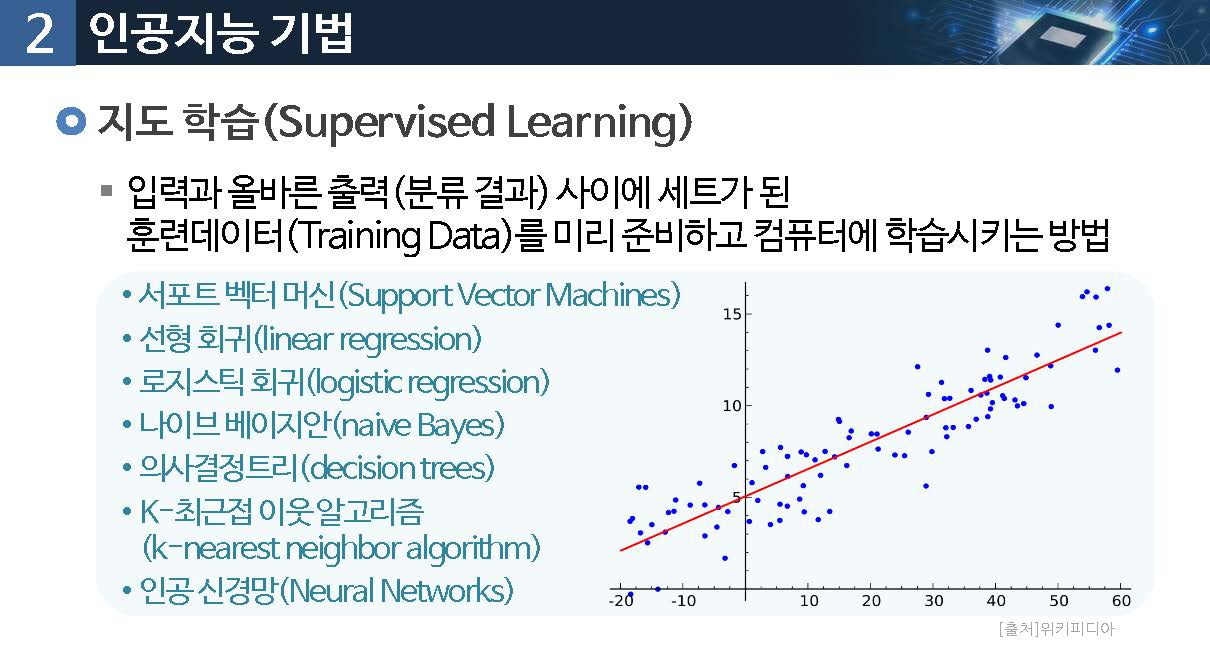 2 인공지능 기법
지도 학습(Supervised Learning)
입력과 올바른 출력(분류 결과) 사이에 세트가 된
훈련데이터(Training Data)를 미리 준비하고 컴퓨터에 학습시키는 방법
• 서포트 벡터 머신(Support Vector Machines)
• 선형 회귀(linear regression)
• 로지스틱 회귀(logistic regression)
• 나이브 베이지안(naive Bayes)
• 의사결정트리(decision trees)
• K-최근접 이웃 알고리즘
(k-nearest neighbor algorithm)
• 인공 신경망(Neural Networks)
15
10
5
-20 -10 10 20 30 40 50 60
[출처]위키피디아